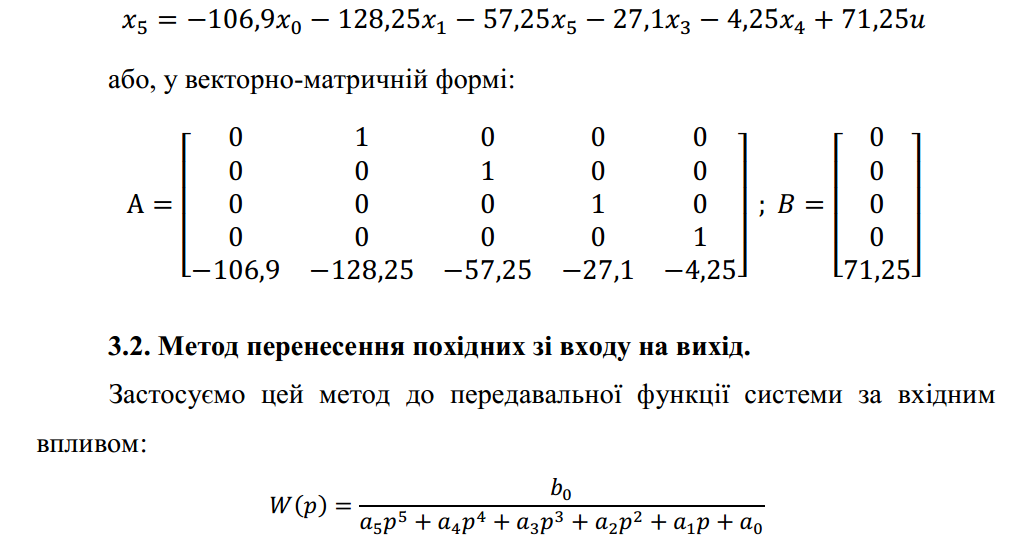 x₅ = −106,9x₀ − 128,25x₁ − 57,25x₅ − 27,1x₃ − 4,25x₄ + 71,25u
або, у векторно-матричній формі:
0 1 0 0 0 0
0 0 1 0 0 0
A = [ 0 0 0 1 0 ] ; B = [ 0 ]
0 0 0 0 1 0
−106,9 −128,25 −57,25 −27,1 −4,25 71,25
3.2. Метод перенесення похідних зі входу на вихід.
Застосуємо цей метод до передавальної функції системи за вхідним
впливом:
b₀
W(p) =
a₅p⁵ + a₄p⁴ + a₃p³ + a₂p² + a₁p + a₀